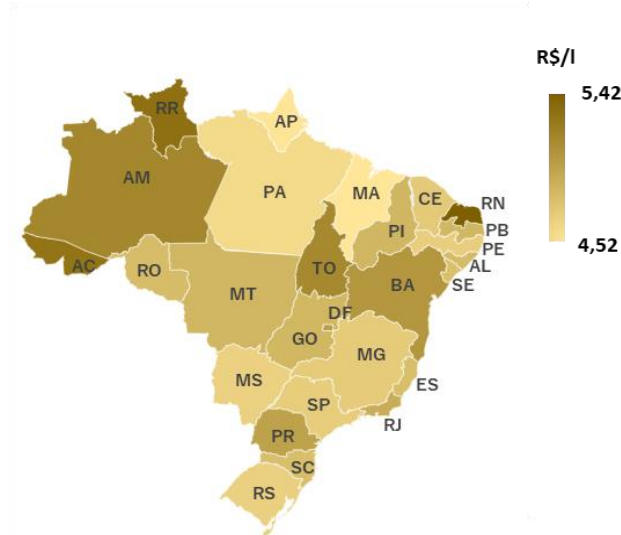 R$/l
5,42
4,52
RR
AP
AM
PA
MA
CE
RN
PI
PB
PE
AL
SE
AC
RO
TO
BA
MT
DF
GO
MG
ES
MS
SP
RJ
PR
SC
RS